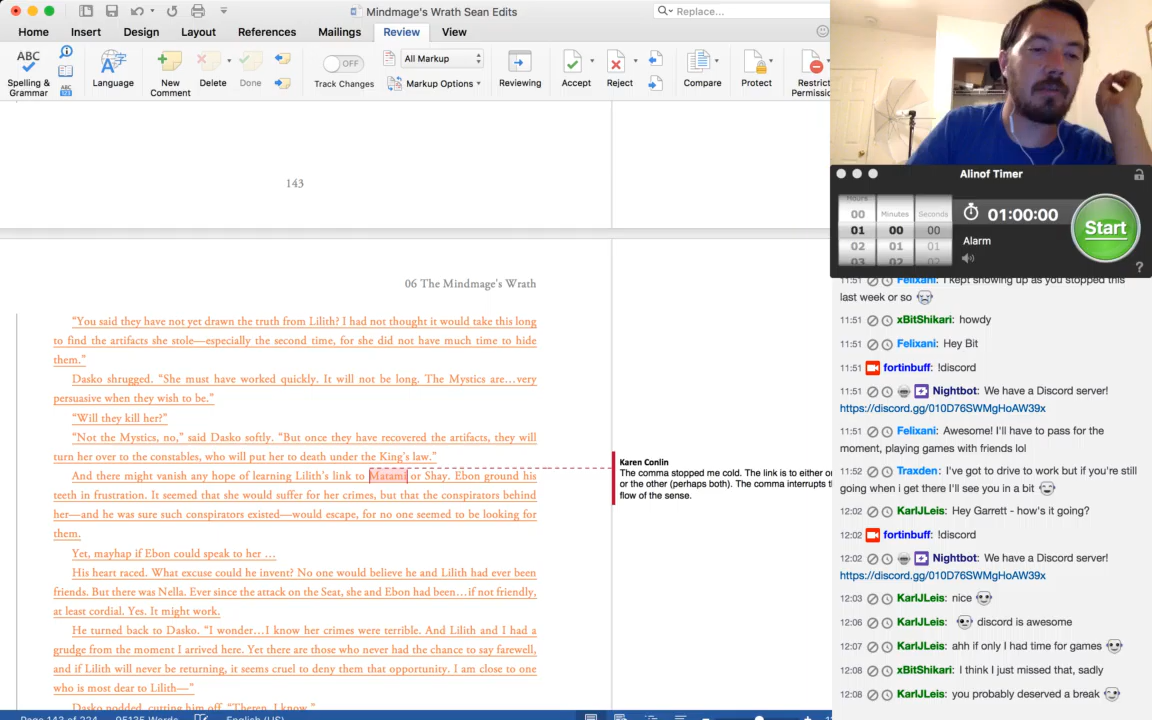 Mindmage's Wrath Sean Edits
Replace...
Home Insert Design Layout References Mailings Review View
ABC
Spelling & Grammar
Language
New Comment
Delete
Done
OFF
Track Changes
All Markup
Markup Options
Reviewing
Accept
Reject
Compare
Protect
Restrict
143
06 The Mindmage's Wrath
“You said they have not yet drawn the truth from Lilith? I had not thought it would take this long
to find the artifacts she stole—especially the second time, for she did not have much time to hide
them.”
Dasko shrugged. “She must have worked quickly. It will not be long. The Mystics are…very
persuasive when they wish to be.”
“Will they kill her?”
“Not the Mystics, no,” said Dasko softly. “But once they have recovered the artifacts, they will
turn her over to the constables, who will put her to death under the King’s law.”
And there might vanish any hope of learning Lilith’s link to Matami or Shay. Ebon ground his
teeth in frustration. It seemed that she would suffer for her crimes, but that the conspirators behind
her—and he was sure such conspirators existed—would escape, for no one seemed to be looking for
them.
Yet, mayhap if Ebon could speak to her …
His heart raced. What excuse could he invent? No one would believe he and Lilith had ever been
friends. But there was Nella. Ever since the attack on the Seat, she and Ebon had been…if not friendly,
at least cordial. Yes. It might work.
He turned back to Dasko. “I wonder…I know her crimes were terrible. And Lilith and I had a
grudge from the moment I arrived here. Yet there are those who never had the chance to say farewell,
and if Lilith will never be returning, it seems cruel to deny them that opportunity. I am close to one
who is most dear to Lilith—”
Dasko nodded, cutting him off. “Theren. I know.”
Karen Conlin
The comma stopped me cold. The link is to either or
or the other (perhaps both). The comma interrupts t
flow of the sense.
Page 143 of 224 95135 Words English (US)
Alinof Timer
Hours Minutes Seconds
00 00 00
01 00 00
02 01 01
03 02 02
01:00:00
Alarm
Start
?
11:51 Felixani: I kept showing up as you stopped this
last week or so
11:51 xBitShikari: howdy
11:51 Felixani: Hey Bit
11:51 fortinbuff: !discord
11:51 Nightbot: We have a Discord server!
https://discord.gg/010D76SWMgHoAW39x
11:51 Felixani: Awesome! I'll have to pass for the
moment, playing games with friends lol
11:52 Traxden: I've got to drive to work but if you're still
going when i get there I'll see you in a bit
12:02 KarlJLeis: Hey Garrett - how's it going?
12:02 fortinbuff: !discord
12:02 Nightbot: We have a Discord server!
https://discord.gg/010D76SWMgHoAW39x
12:03 KarlJLeis: nice
12:06 KarlJLeis: discord is awesome
12:07 KarlJLeis: ahh if only I had time for games
12:08 xBitShikari: I think I just missed that, sadly
12:08 KarlJLeis: you probably deserved a break